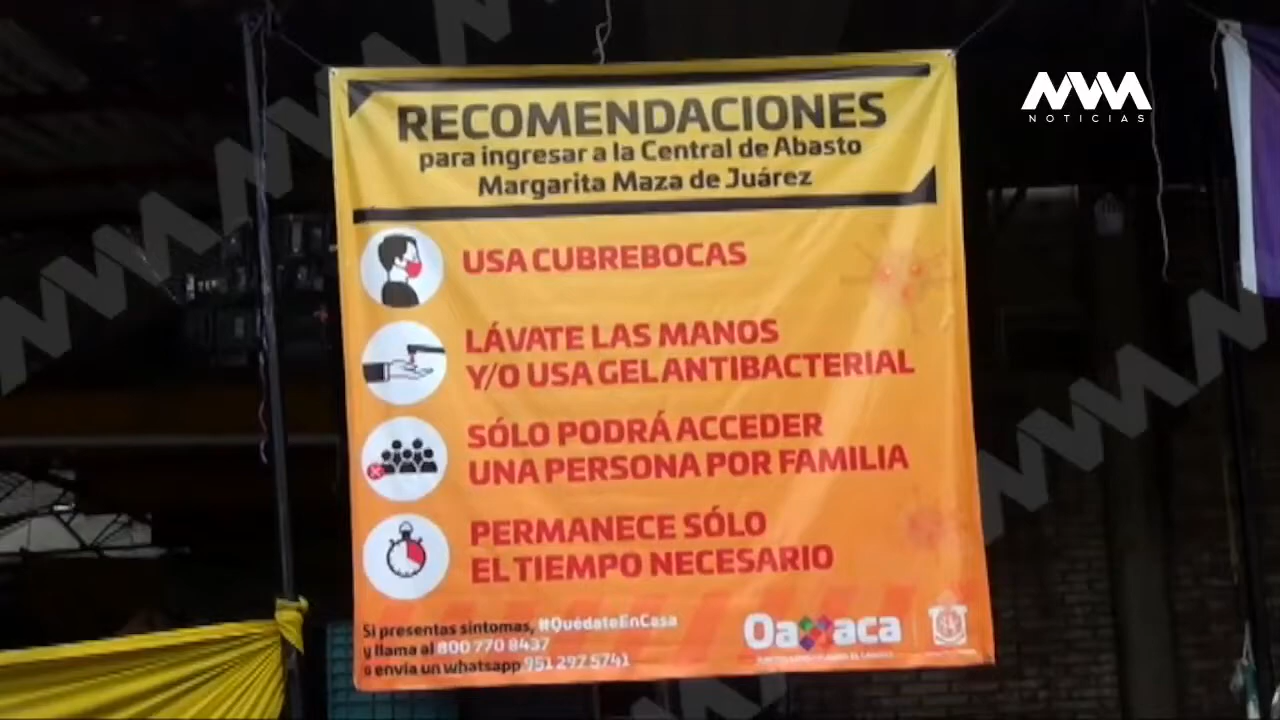 MWM
NOTICIAS
RECOMENDACIONES
para ingresar a la Central de Abasto
Margarita Maza de Juárez
USA CUBREBOCAS
LÁVATE LAS MANOS
Y/O USA GEL ANTIBACTERIAL
SÓLO PODRÁ ACCEDER
UNA PERSONA POR FAMILIA
PERMANECE SÓLO
EL TIEMPO NECESARIO
Si presentas síntomas, #QuédateEnCasa
y llama al 800 770 8437
o envía un whatsapp 951 297 5741
Oaxaca